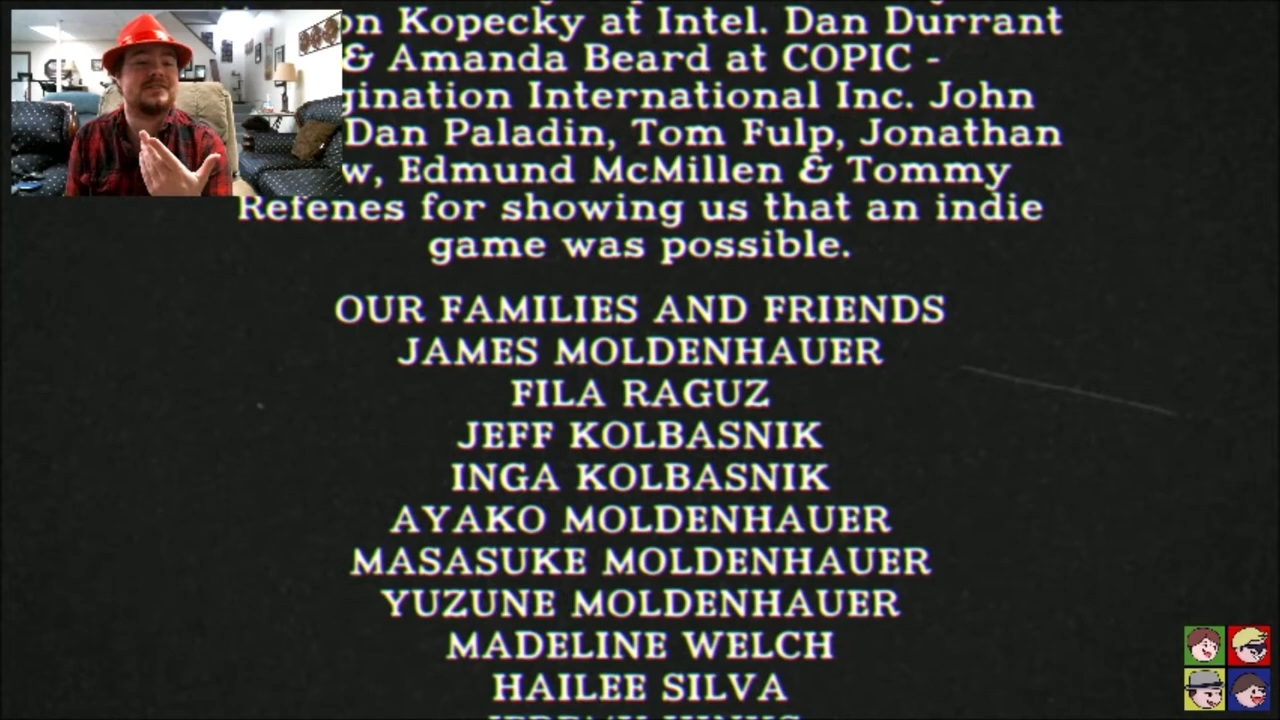 on Kopecky at Intel. Dan Durrant
& Amanda Beard at COPIC -
gination International Inc. John
Dan Paladin, Tom Fulp, Jonathan
w, Edmund McMillen & Tommy
Refenes for showing us that an indie
game was possible.
OUR FAMILIES AND FRIENDS
JAMES MOLDENHAUER
FILA RAGUZ
JEFF KOLBASNIK
INGA KOLBASNIK
AYAKO MOLDENHAUER
MASASUKE MOLDENHAUER
YUZUNE MOLDENHAUER
MADELINE WELCH
HAILEE SILVA